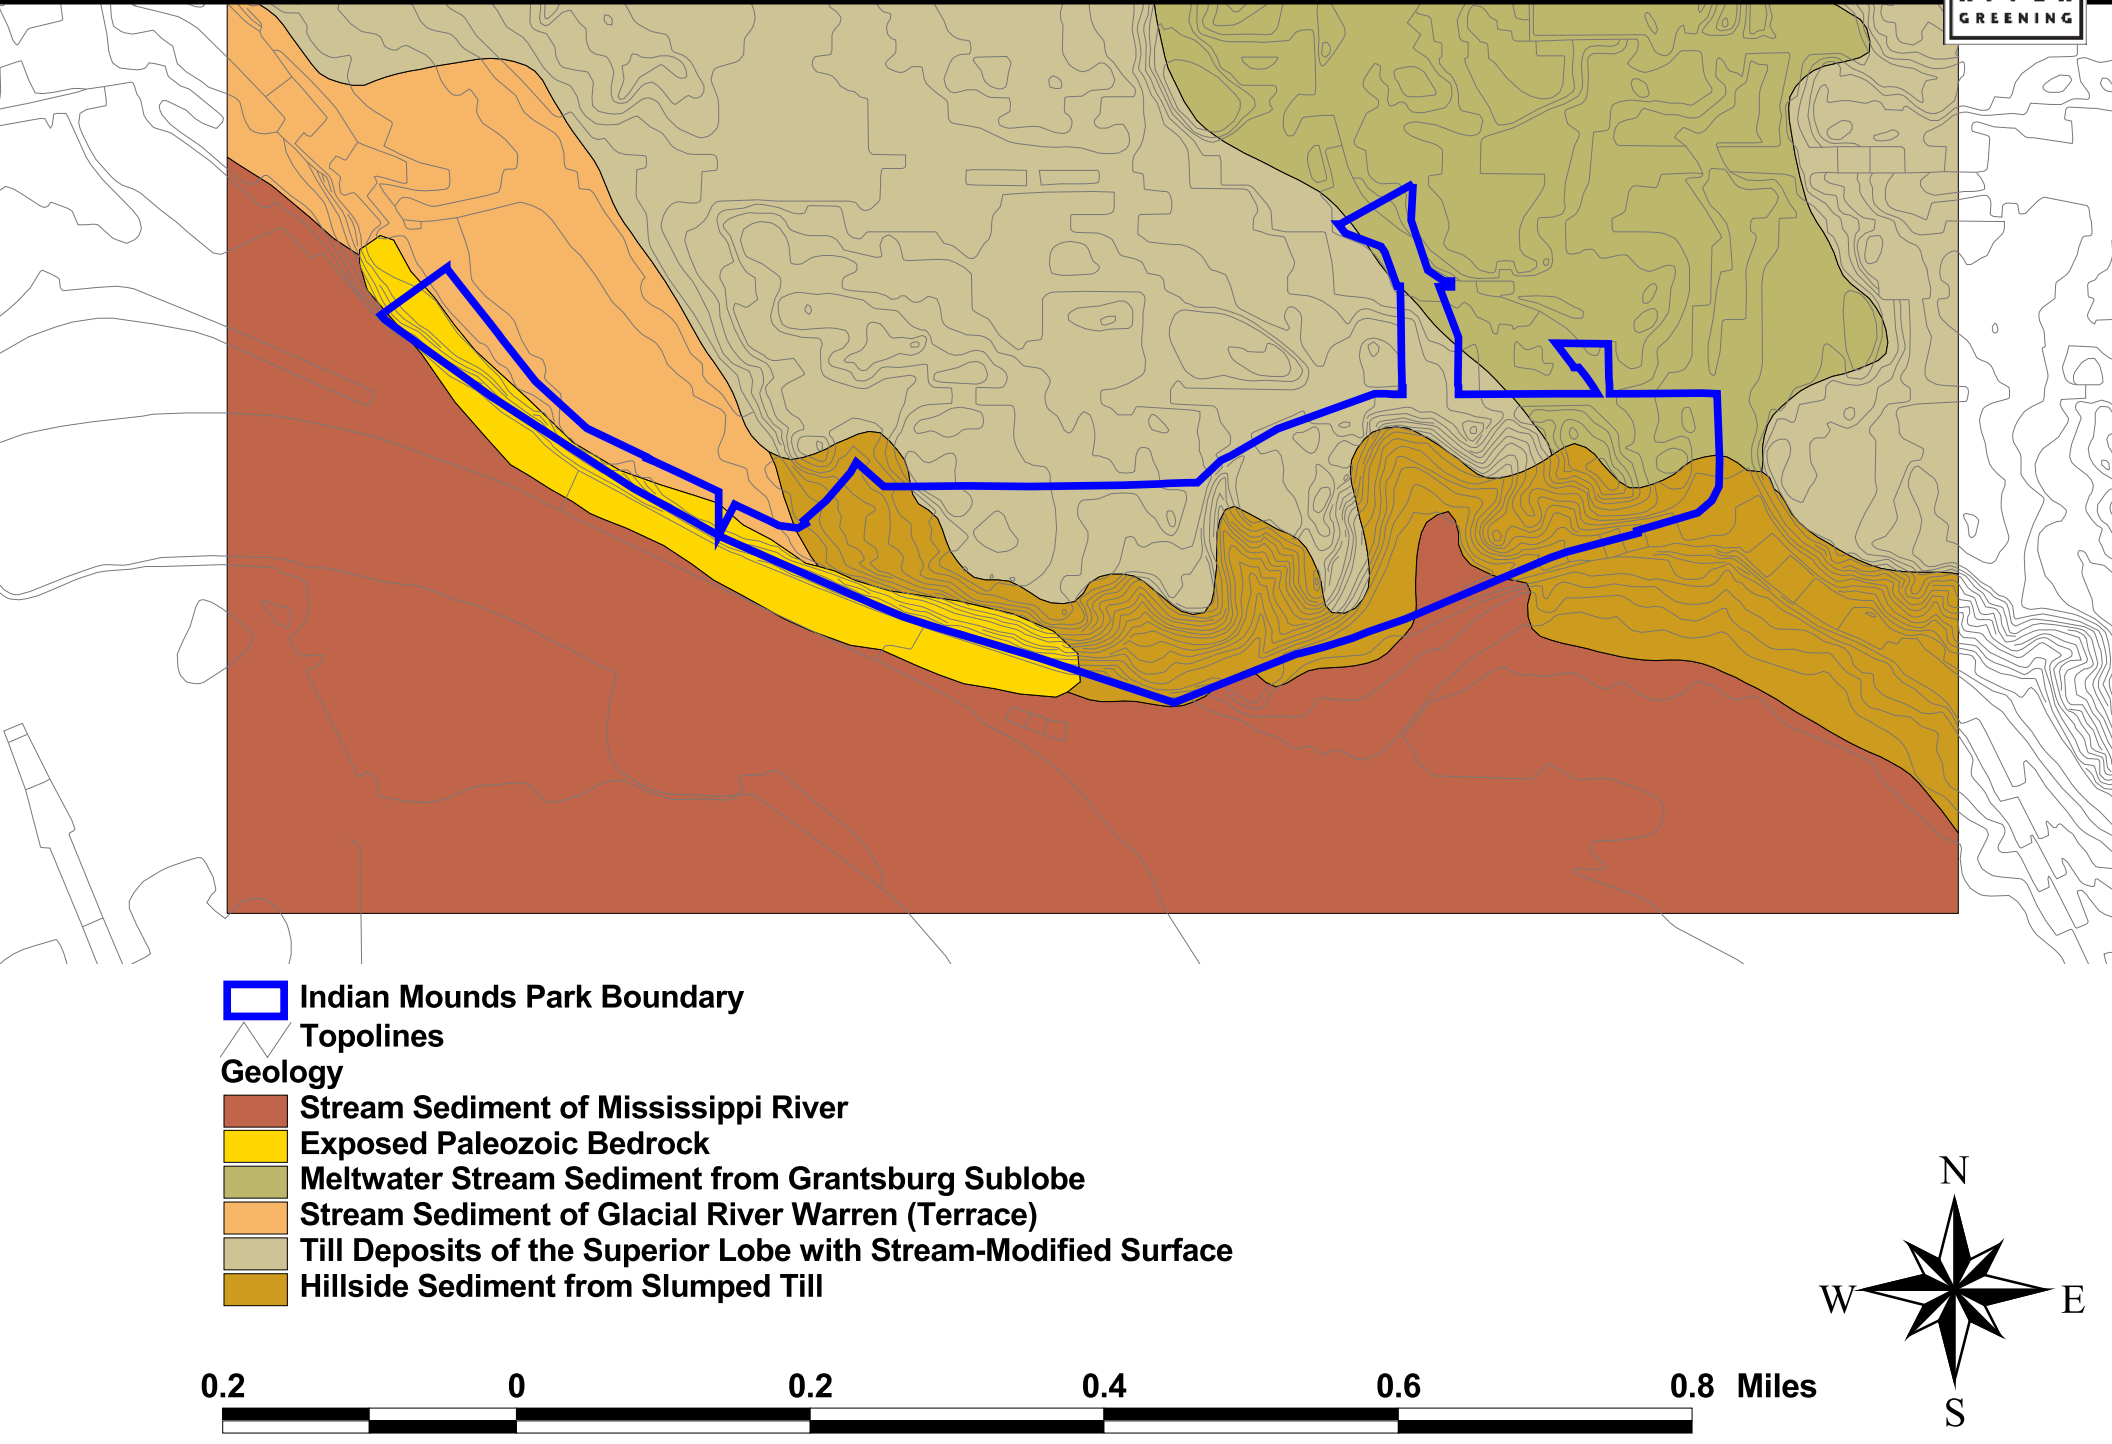 GREENING
Indian Mounds Park Boundary
Topolines
Geology
Stream Sediment of Mississippi River
Exposed Paleozoic Bedrock
Meltwater Stream Sediment from Grantsburg Sublobe
Stream Sediment of Glacial River Warren (Terrace)
Till Deposits of the Superior Lobe with Stream-Modified Surface
Hillside Sediment from Slumped Till
N
W E
S
0.2 0 0.2 0.4 0.6 0.8 Miles